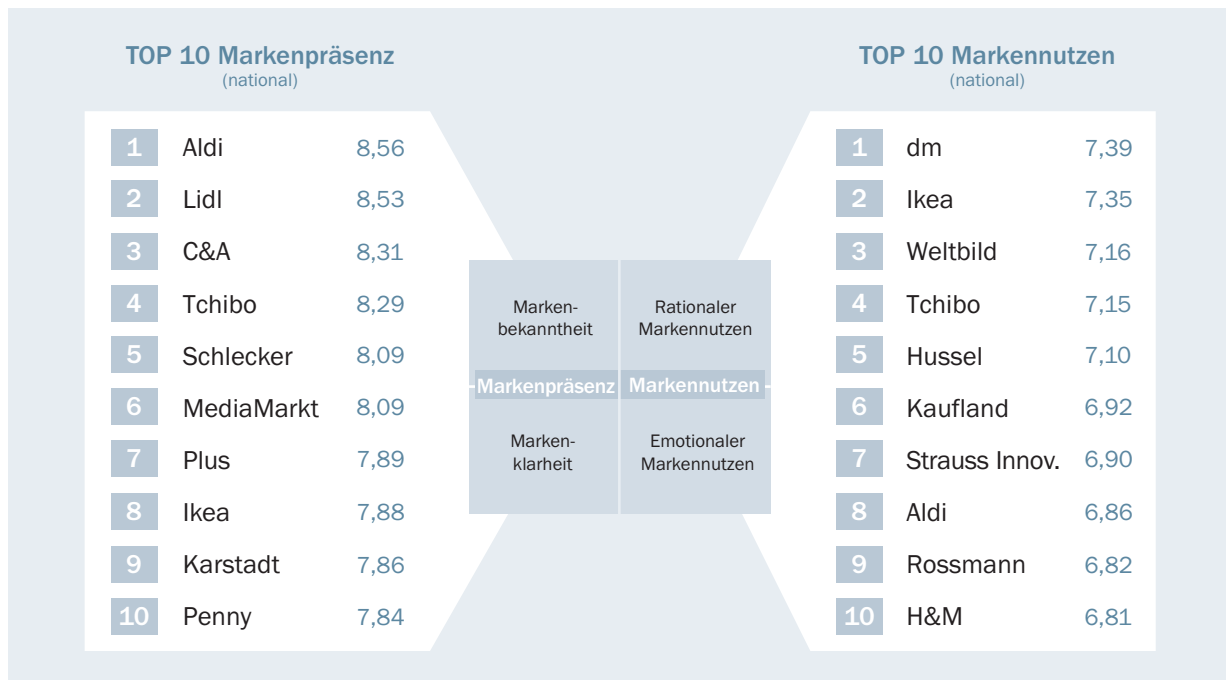 TOP 10 Markenpräsenz
(national)
1 Aldi 8,56
2 Lidl 8,53
3 C&A 8,31
4 Tchibo 8,29
5 Schlecker 8,09
6 MediaMarkt 8,09
7 Plus 7,89
8 Ikea 7,88
9 Karstadt 7,86
10 Penny 7,84
Marken-
bekanntheit
Rationaler
Markennutzen
Markenpräsenz
Markennutzen
Marken-
klarheit
Emotionaler
Markennutzen
TOP 10 Markennutzen
(national)
1 dm 7,39
2 Ikea 7,35
3 Weltbild 7,16
4 Tchibo 7,15
5 Hussel 7,10
6 Kaufland 6,92
7 Strauss Innov. 6,90
8 Aldi 6,86
9 Rossmann 6,82
10 H&M 6,81